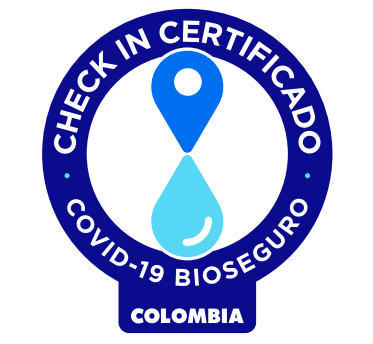 CHECK IN CERTIFICADO
COVID-19 BIOSEGURO
COLOMBIA